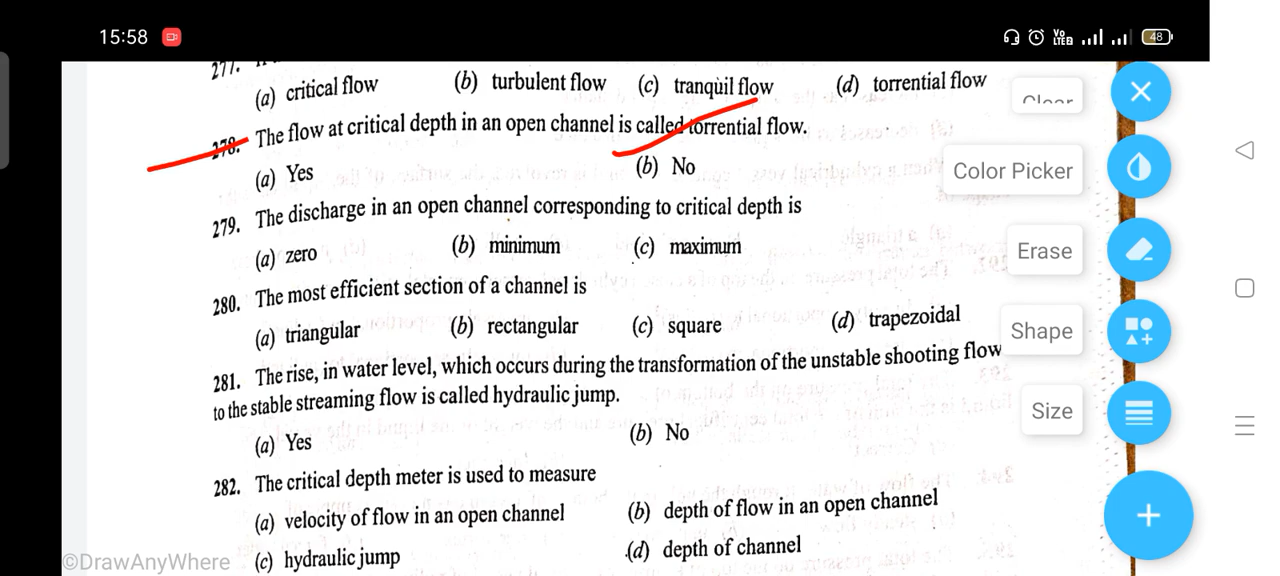 15:58
Vo
LTE2
48
277.
(a) critical flow (b) turbulent flow (c) tranquil flow (d) torrential flow
Clear
278. The flow at critical depth in an open channel is called torrential flow.
(a) Yes (b) No
Color Picker
279. The discharge in an open channel corresponding to critical depth is
(a) zero (b) minimum (c) maximum
Erase
280. The most efficient section of a channel is
(a) triangular (b) rectangular (c) square (d) trapezoidal
Shape
281. The rise, in water level, which occurs during the transformation of the unstable shooting flow
to the stable streaming flow is called hydraulic jump.
Size
(a) Yes (b) No
282. The critical depth meter is used to measure
(a) velocity of flow in an open channel (b) depth of flow in an open channel
(c) hydraulic jump (d) depth of channel
©DrawAnyWhere